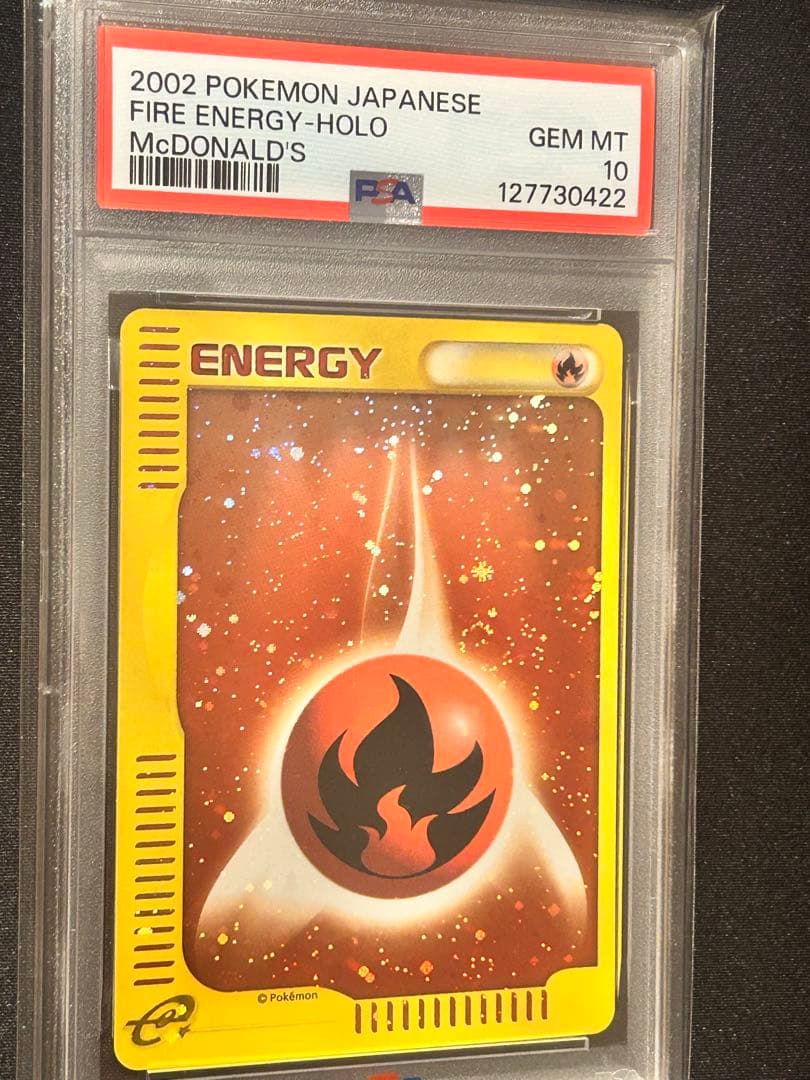 2002 POKEMON JAPANESE
FIRE ENERGY-HOLO
McDONALD'S
GEM MT
10
127730422
PSA
ENERGY
© Pokémon
e